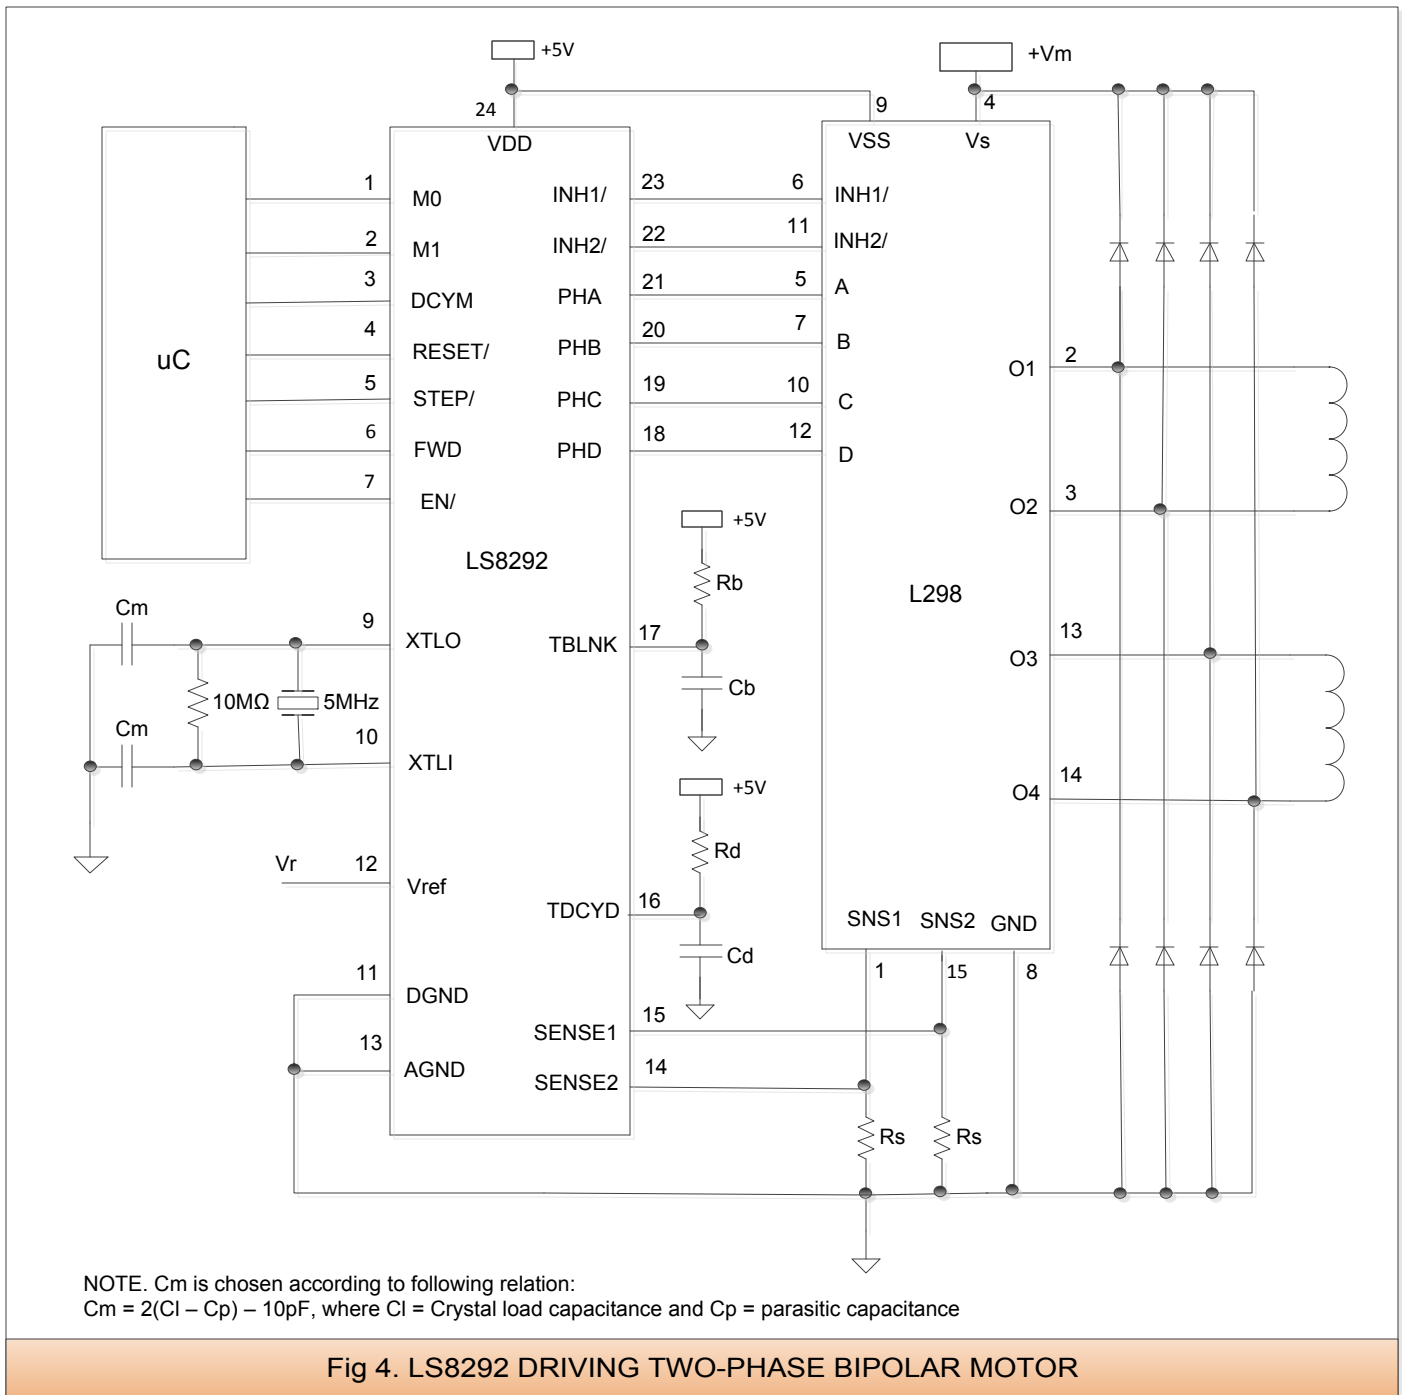 +5V
+Vm
24
9
4
VDD
VSS
Vs
1
M0
INH1/
23
6
INH1/
2
M1
INH2/
22
11
INH2/
3
DCYM
PHA
21
5
A
4
RESET/
PHB
20
7
B
uC
O1
2
5
STEP/
PHC
19
10
C
6
FWD
PHD
18
12
D
7
EN/
O2
3
+5V
LS8292
Rb
L298
Cm
9
XTLO
TBLNK
17
13
O3
Cb
10MΩ
5MHz
Cm
10
XTLI
14
O4
+5V
Rd
Vr
12
Vref
TDCYD
16
SNS1
SNS2
GND
Cd
11
DGND
1
15
8
SENSE1
15
13
AGND
SENSE2
14
Rs
Rs
NOTE. Cm is chosen according to following relation:
Cm = 2(Cl – Cp) – 10pF, where Cl = Crystal load capacitance and Cp = parasitic capacitance
Fig 4. LS8292 DRIVING TWO-PHASE BIPOLAR MOTOR